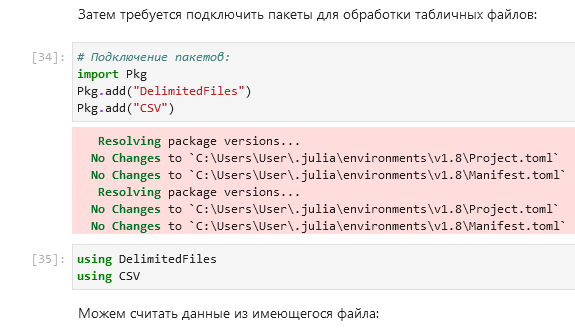 Затем требуется подключить пакеты для обработки табличных файлов:
[34]: # Подключение пакетов:
import Pkg
Pkg.add("DelimitedFiles")
Pkg.add("CSV")
Resolving package versions...
No Changes to `C:\Users\User\.julia\environments\v1.8\Project.toml`
No Changes to `C:\Users\User\.julia\environments\v1.8\Manifest.toml`
Resolving package versions...
No Changes to `C:\Users\User\.julia\environments\v1.8\Project.toml`
No Changes to `C:\Users\User\.julia\environments\v1.8\Manifest.toml`
[35]: using DelimitedFiles
using CSV
Можем считать данные из имеющегося файла: